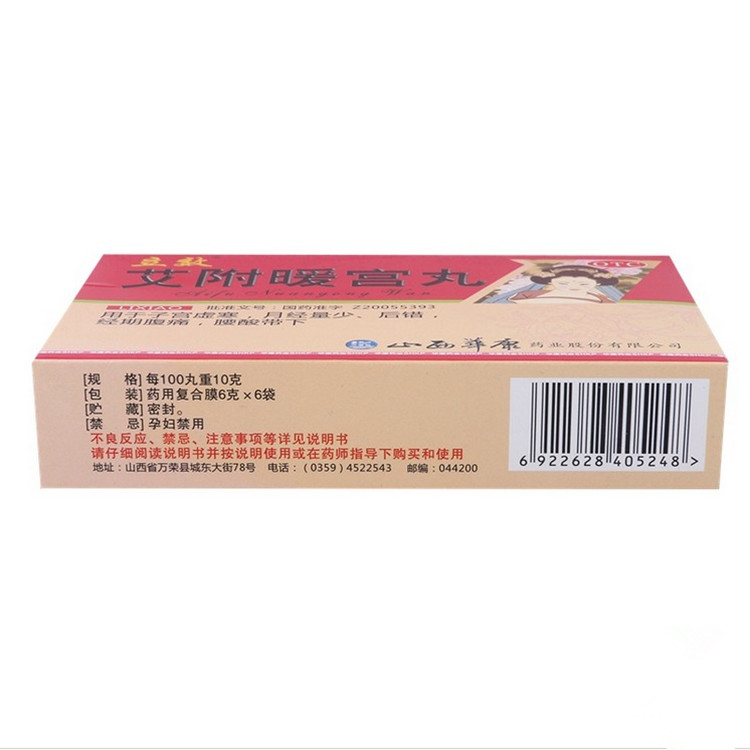 立效
OTC
艾附暖宫丸
Aifu Nuangong Wan
LIXIAO 批准文号：国药准字 Z20055393
用于子宫虚寒，月经量少、后错，
经期腹痛，腰酸带下
山西华康 药业股份有限公司
[规 格] 每100丸重10克
[包 装] 药用复合膜6克×6袋
[贮 藏] 密封。
[禁 忌] 孕妇禁用
不良反应、禁忌、注意事项等详见说明书
请仔细阅读说明书并按说明使用或在药师指导下购买和使用
地址：山西省万荣县城东大街78号 电话：（0359）4522543 邮编：044200
6 922628 405248 >